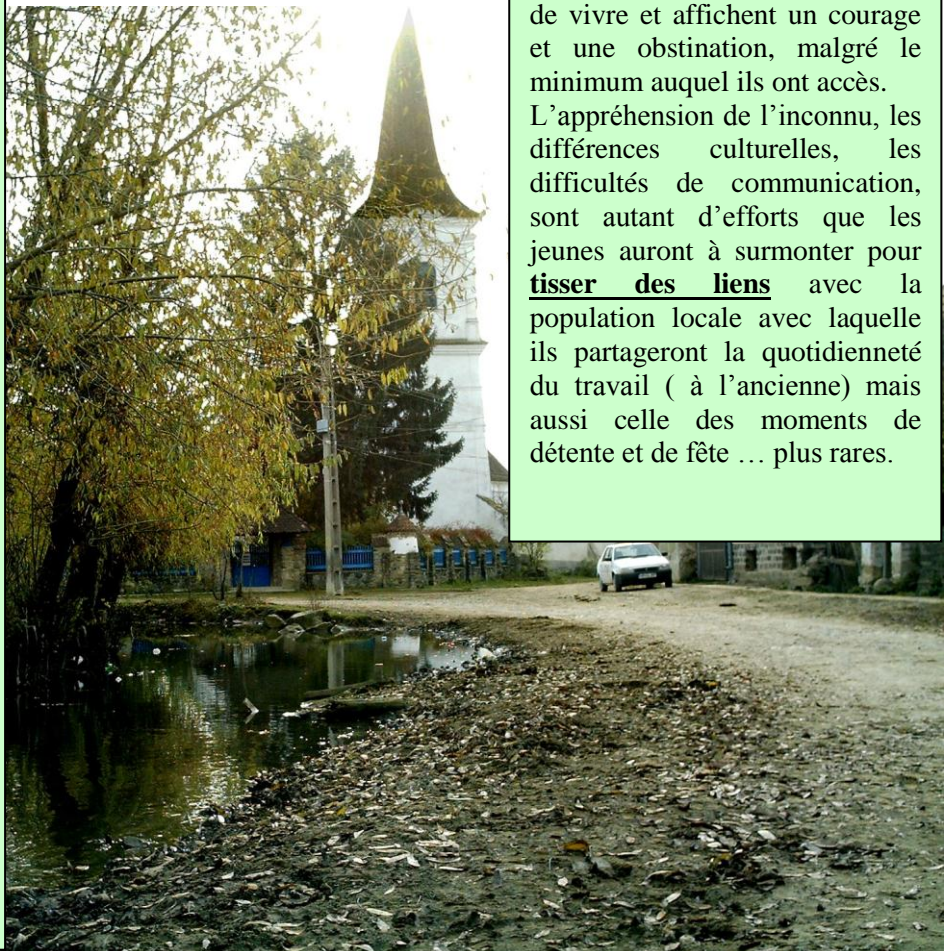 de vivre et affichent un courage
et une obstination, malgré le
minimum auquel ils ont accès.
L’appréhension de l’inconnu, les
différences culturelles, les
difficultés de communication,
sont autant d’efforts que les
jeunes auront à surmonter pour
tisser des liens avec la
population locale avec laquelle
ils partageront la quotidienneté
du travail ( à l’ancienne) mais
aussi celle des moments de
détente et de fête … plus rares.